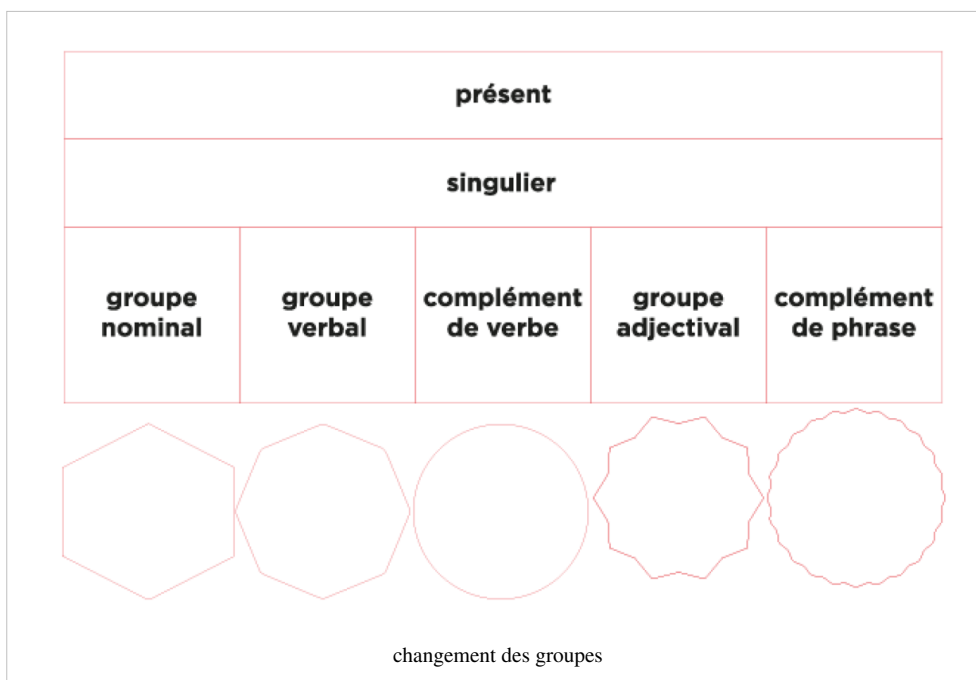 présent
singulier
groupe
nominal
groupe
verbal
complément
de verbe
groupe
adjectival
complément
de phrase
changement des groupes